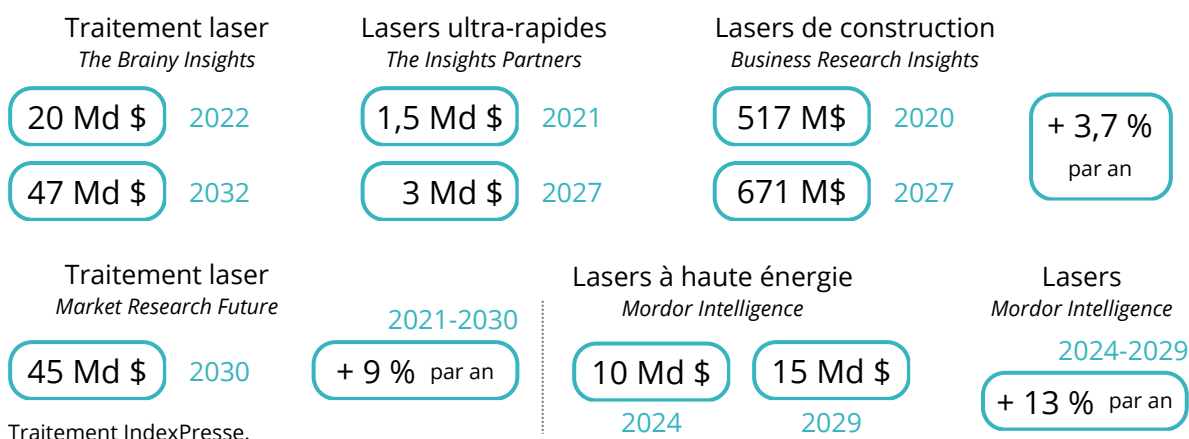 Traitement laser
The Brainy Insights
20 Md $ 2022
47 Md $ 2032
Lasers ultra-rapides
The Insights Partners
1,5 Md $ 2021
3 Md $ 2027
Lasers de construction
Business Research Insights
517 M$ 2020
671 M$ 2027
+ 3,7 %
par an
Traitement laser
Market Research Future
45 Md $ 2030
2021-2030
+ 9 % par an
Lasers à haute énergie
Mordor Intelligence
10 Md $ 15 Md $
2024 2029
Lasers
Mordor Intelligence
2024-2029
+ 13 % par an
Traitement IndexPresse.